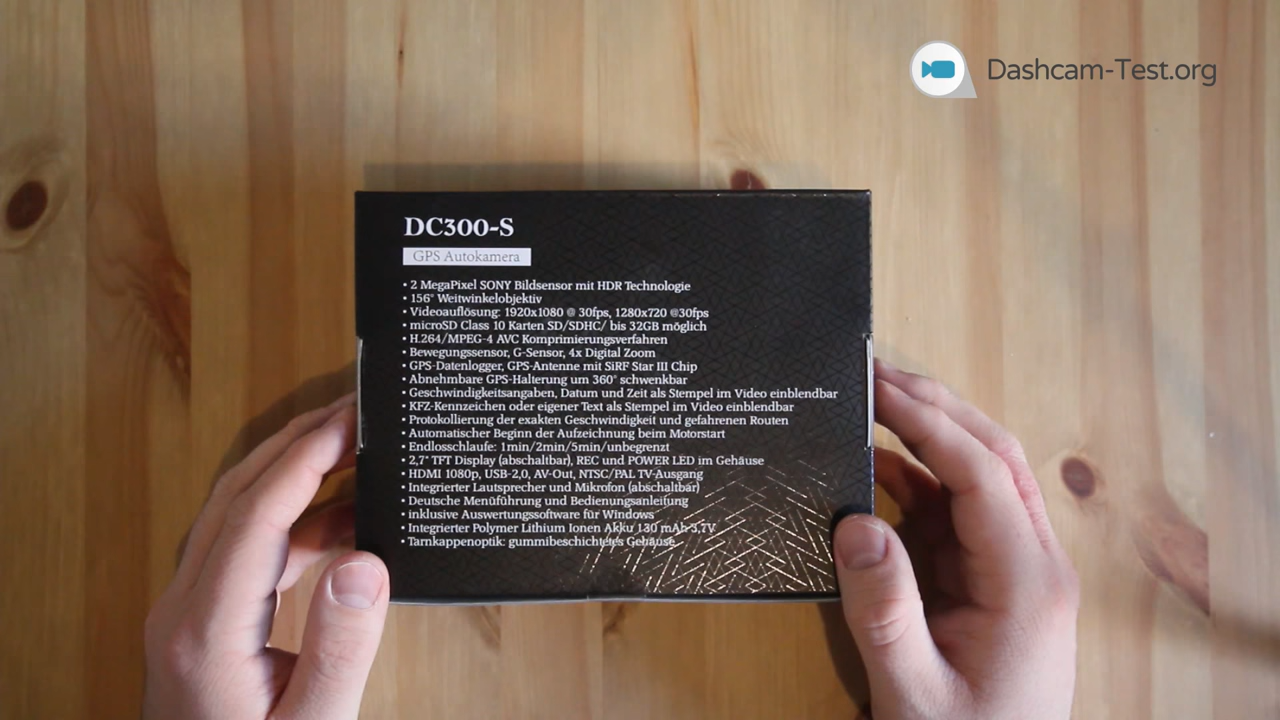 Dashcam-Test.org
DC300-S
GPS Autokamera
• 2 MegaPixel SONY Bildsensor mit HDR Technologie
• 156° Weitwinkelobjektiv
• Videoauflösung: 1920x1080 @ 30fps, 1280x720 @30fps
• microSD Class 10 Karten SD/SDHC/ bis 32GB möglich
• H.264/MPEG-4 AVC Komprimierungsverfahren
• Bewegungssensor, G-Sensor, 4x Digital Zoom
• GPS-Datenlogger, GPS-Antenne mit SiRF Star III Chip
• Abnehmbare GPS-Halterung um 360° schwenkbar
• Geschwindigkeitsangaben, Datum und Zeit als Stempel im Video einblendbar
• KFZ-Kennzeichen oder eigener Text als Stempel im Video einblendbar
• Protokollierung der exakten Geschwindigkeit und gefahrenen Routen
• Automatischer Beginn der Aufzeichnung beim Motorstart
• Endlosschlaufe: 1min/2min/5min/unbegrenzt
• 2,7" TFT Display (abschaltbar), REC und POWER LED im Gehäuse
• HDMI 1080p, USB-2,0, AV-Out, NTSC/PAL TV-Ausgang
• Integrierter Lautsprecher und Mikrofon (abschaltbar)
• Deutsche Menüführung und Bedienungsanleitung
• inklusive Auswertungssoftware für Windows
• Integrierter Polymer Lithium Ionen Akku 130 mAh 3,7V
• Tarnkappenoptik: gummibeschichtetes Gehäuse